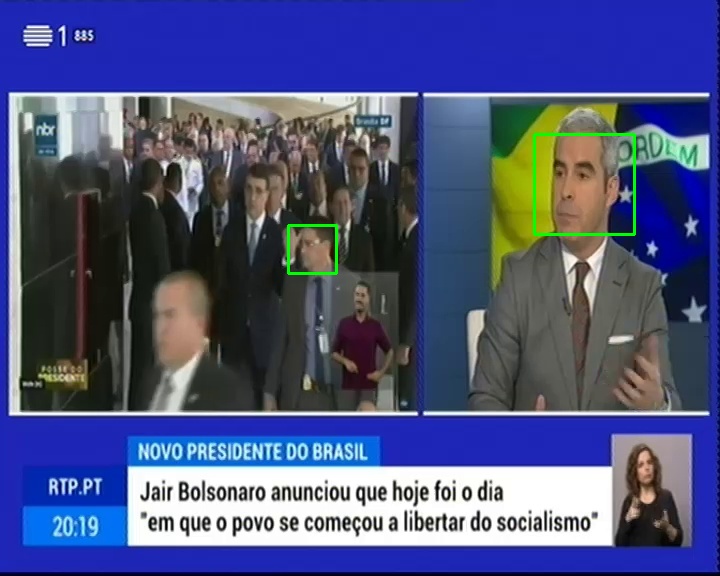 1 885
nbr
Brasília DF
ORDEM
POSSE DO
PRESIDENTE
NOVO PRESIDENTE DO BRASIL
RTP.PT
Jair Bolsonaro anunciou que hoje foi o dia
20:19
"em que o povo se começou a libertar do socialismo"